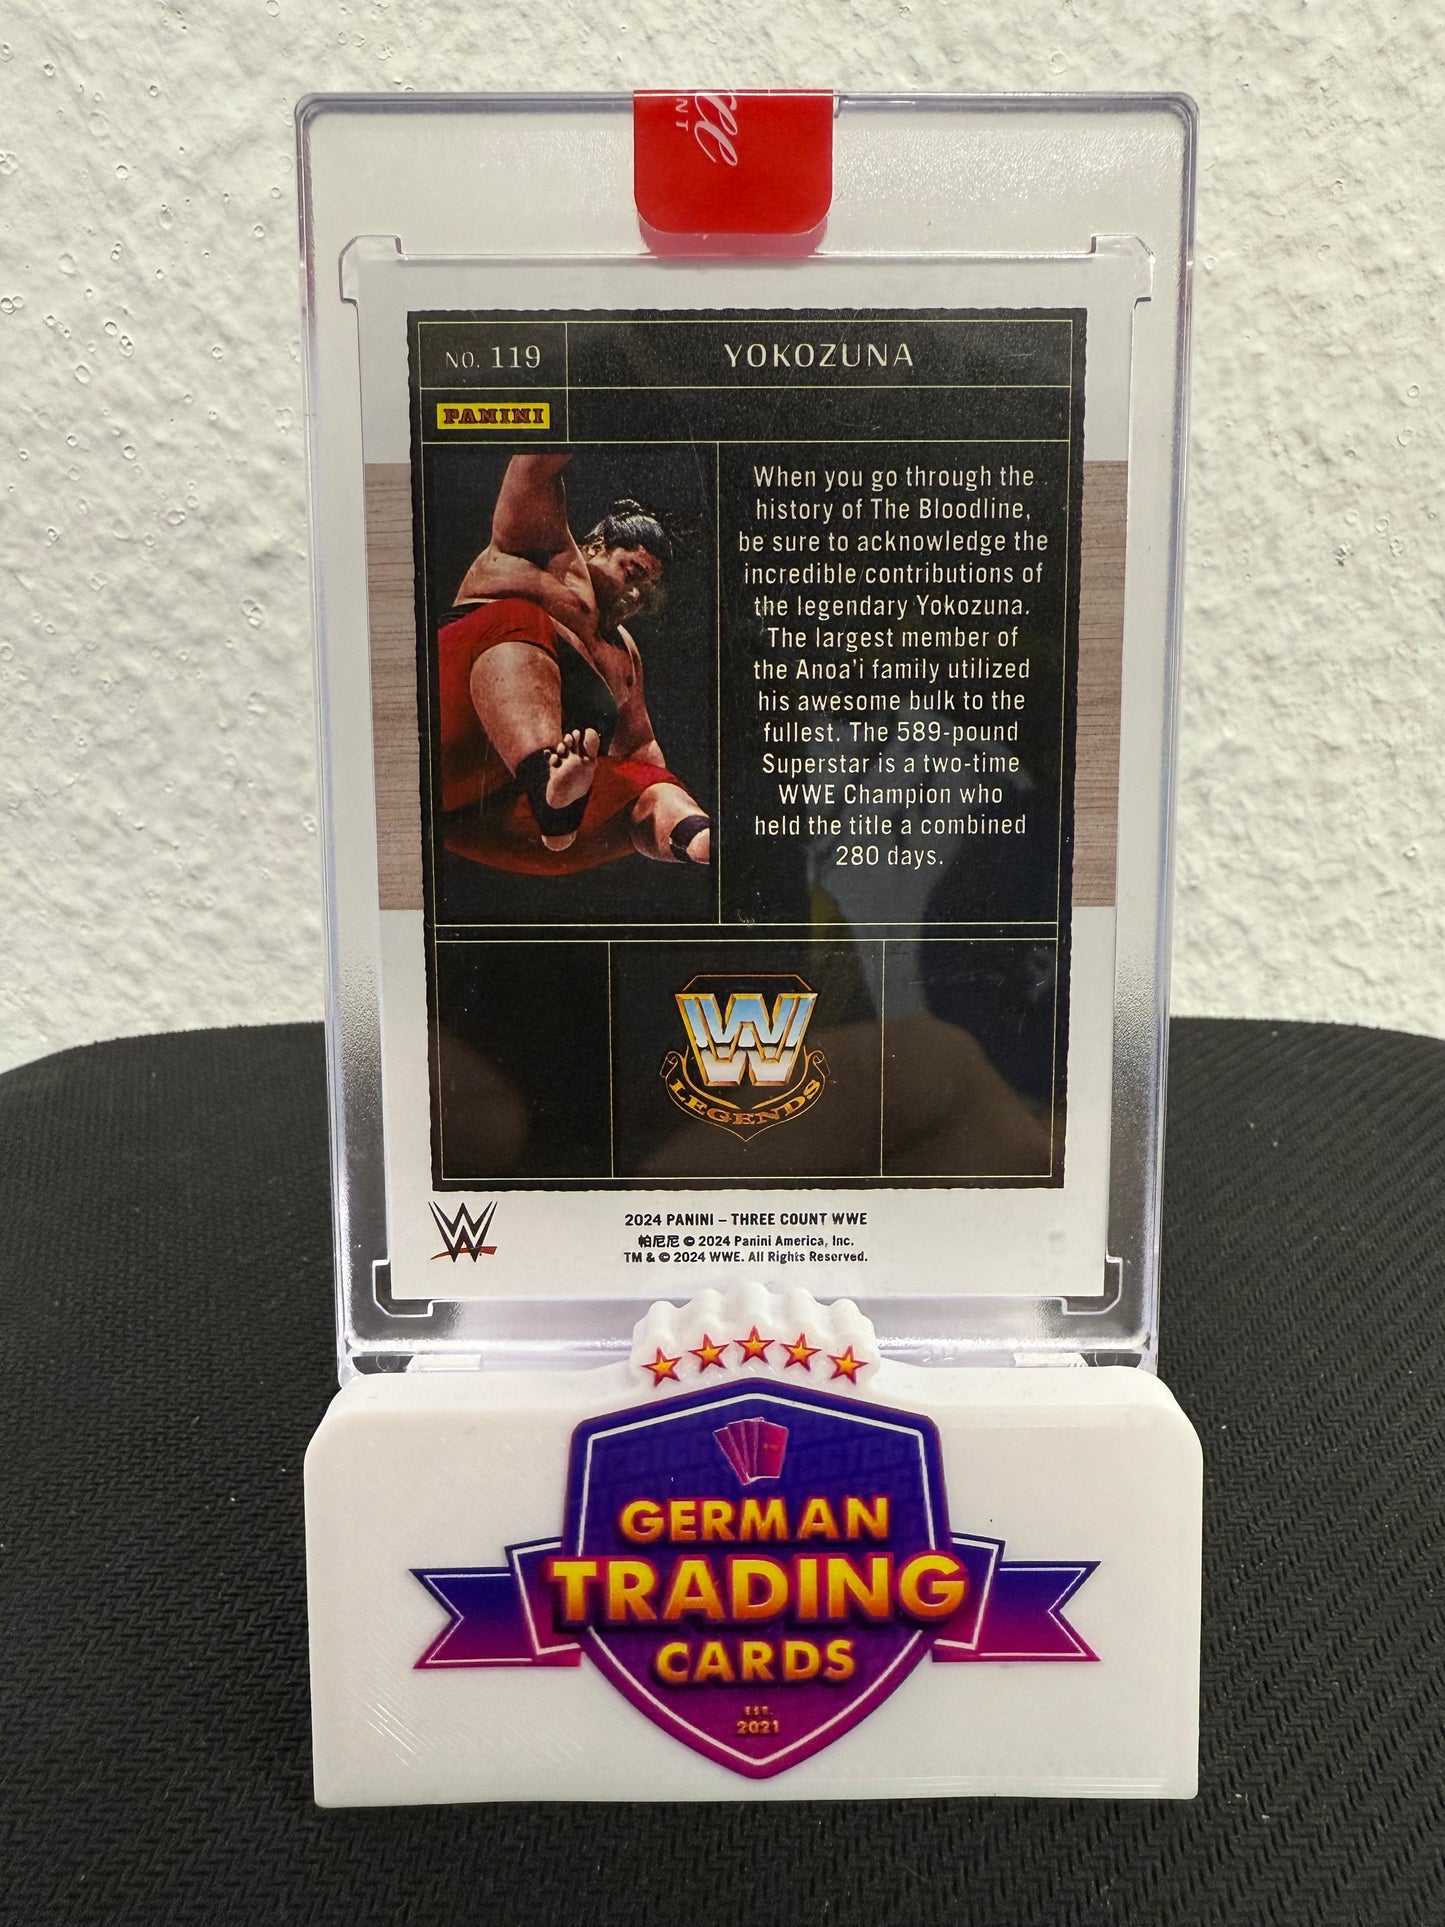 NO. 119
YOKOZUNA
PANINI
When you go through the
history of The Bloodline,
be sure to acknowledge the
incredible contributions of
the legendary Yokozuna.
The largest member of
the Anoa'i family utilized
his awesome bulk to the
fullest. The 589-pound
Superstar is a two-time
WWE Champion who
held the title a combined
280 days.
LEGENDS
2024 PANINI – THREE COUNT WWE
帕尼尼 © 2024 Panini America, Inc.
TM & © 2024 WWE. All Rights Reserved.
GERMAN
TRADING
CARDS
EST.
2021